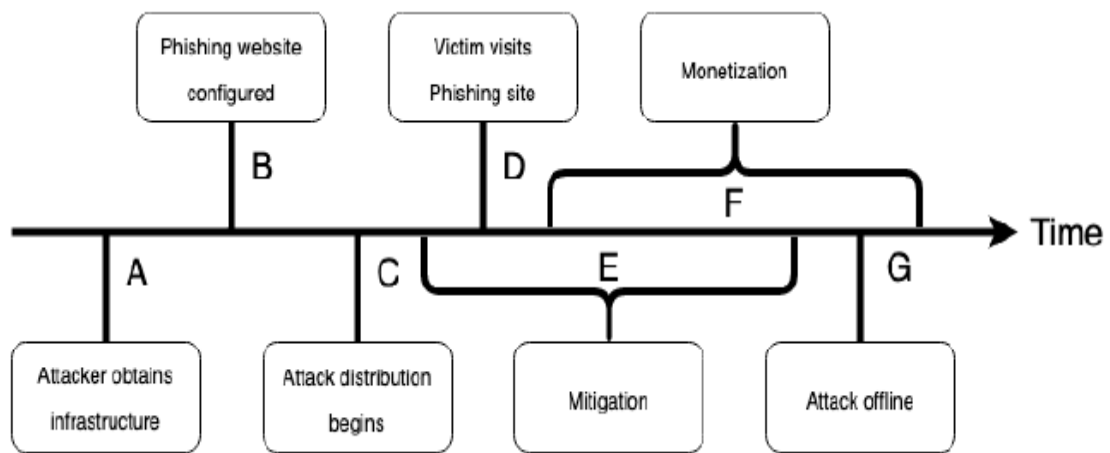 Phishing website
configured
Victim visits
Phishing site
Monetization
B
D
F
Time
A
C
E
G
Attacker obtains
infrastructure
Attack distribution
begins
Mitigation
Attack offline